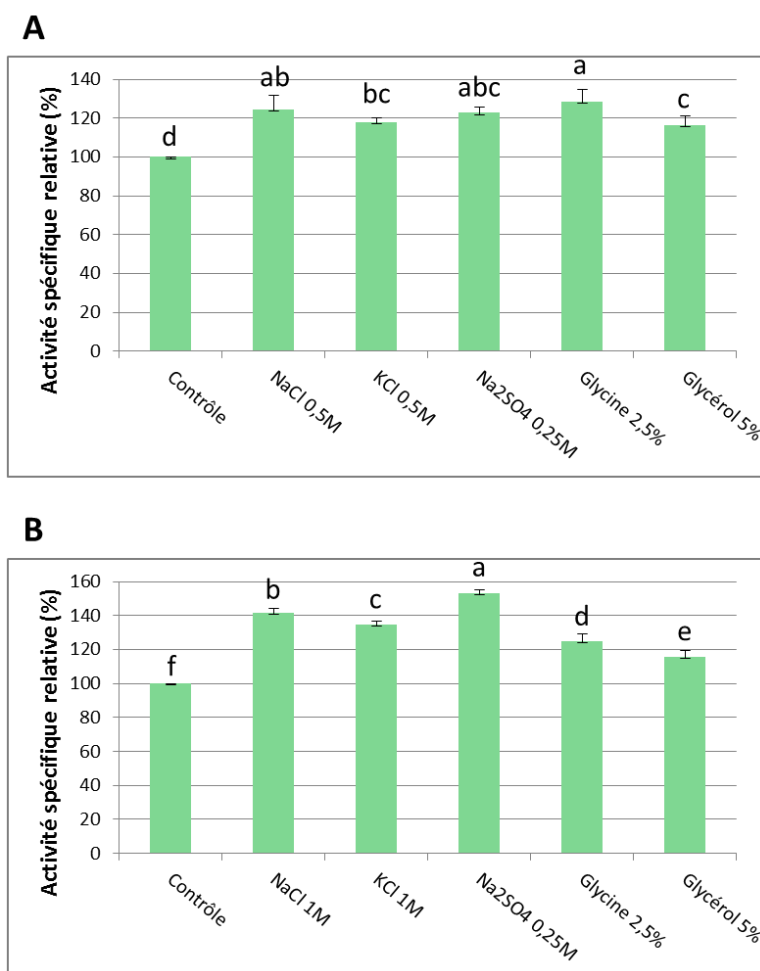 A
Activité spécifique relative (%)
140
120
100
80
60
40
20
0
d
ab
bc
abc
a
c
Contrôle
NaCl 0,5M
KCl 0,5M
Na2SO4 0,25M
Glycine 2,5%
Glycérol 5%
B
Activité spécifique relative (%)
160
140
120
100
80
60
40
20
0
f
b
c
a
d
e
Contrôle
NaCl 1M
KCl 1M
Na2SO4 0,25M
Glycine 2,5%
Glycérol 5%